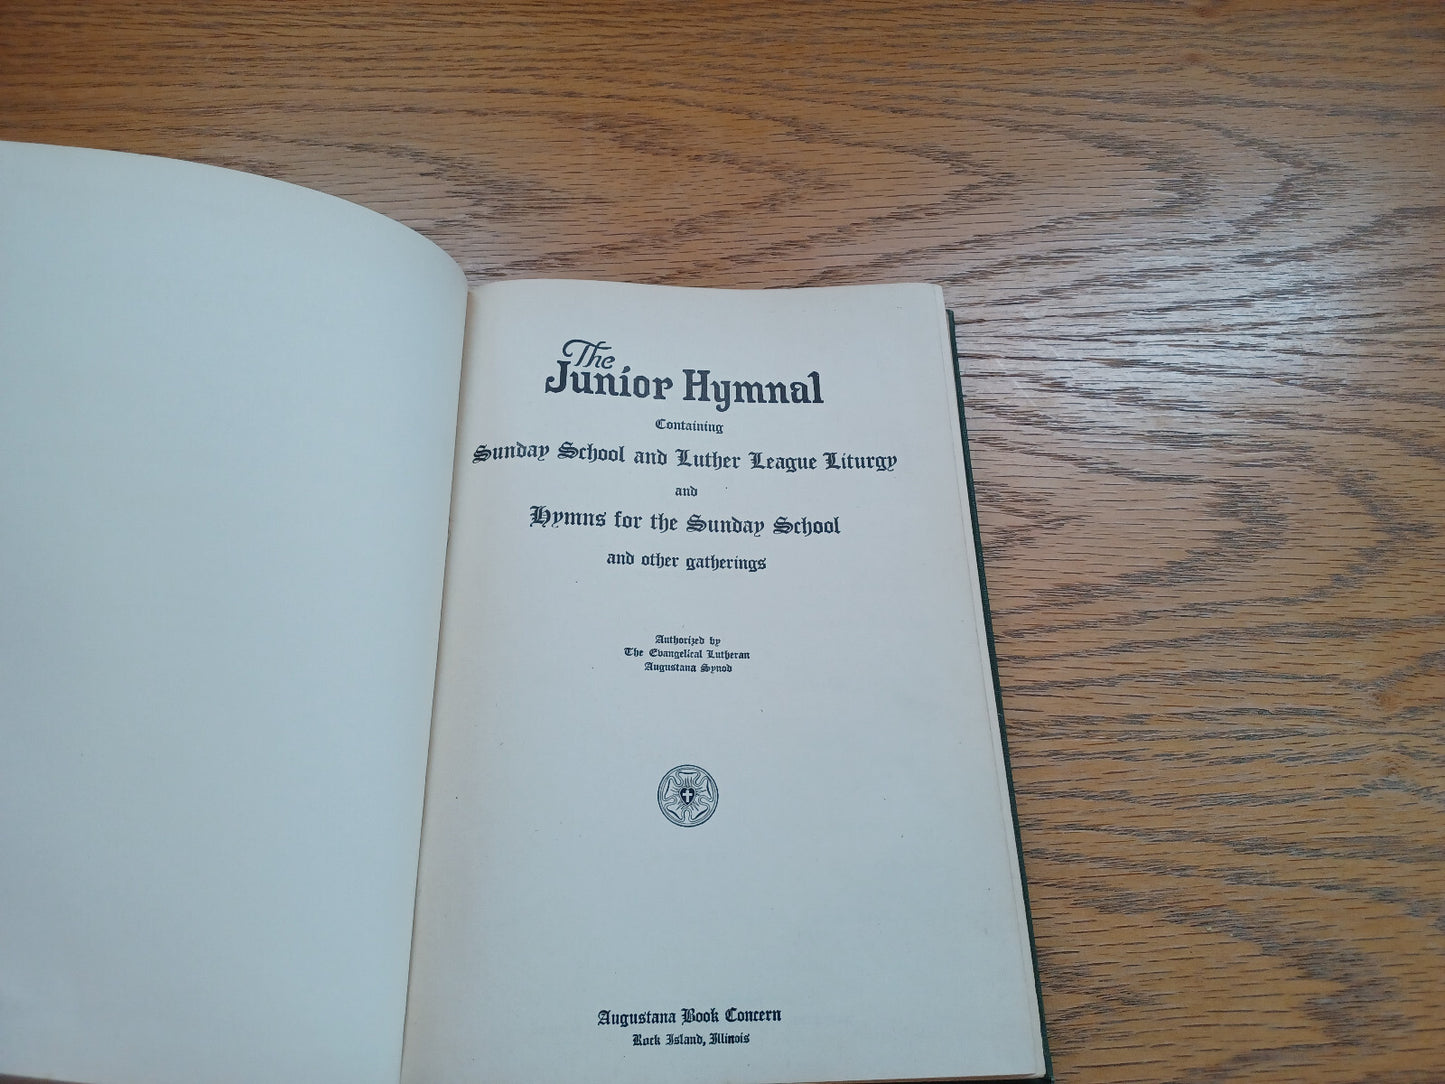 The
Junior Hymnal
Containing
Sunday School and Luther League Liturgy
and
Hymns for the Sunday School
and other gatherings
Authorized by
The Evangelical Lutheran
Augustana Synod
Augustana Book Concern
Rock Island, Illinois